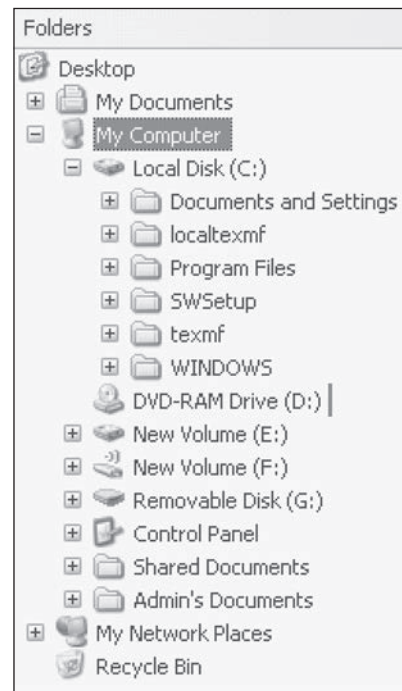 Folders
Desktop
My Documents
My Computer
Local Disk (C:)
Documents and Settings
localtexmf
Program Files
SWSetup
texmf
WINDOWS
DVD-RAM Drive (D:)
New Volume (E:)
New Volume (F:)
Removable Disk (G:)
Control Panel
Shared Documents
Admin's Documents
My Network Places
Recycle Bin